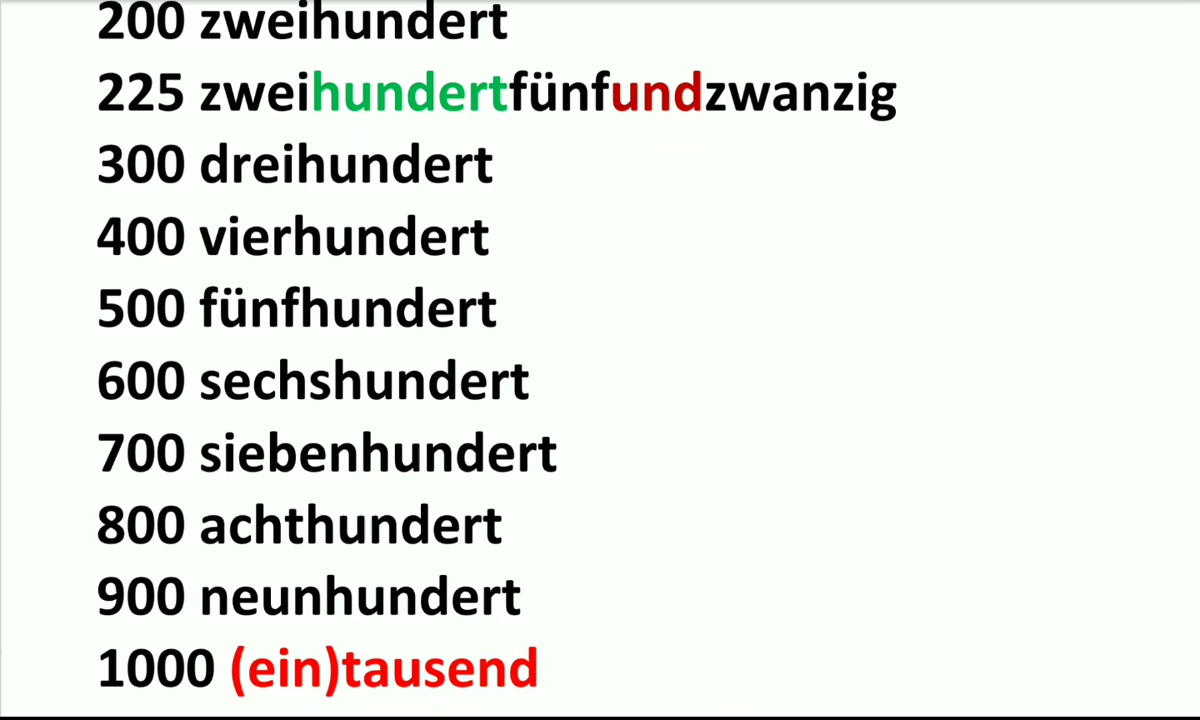 200 zweihundert
225 zweihundertfünfundzwanzig
300 dreihundert
400 vierhundert
500 fünfhundert
600 sechshundert
700 siebenhundert
800 achthundert
900 neunhundert
1000 (ein)tausend